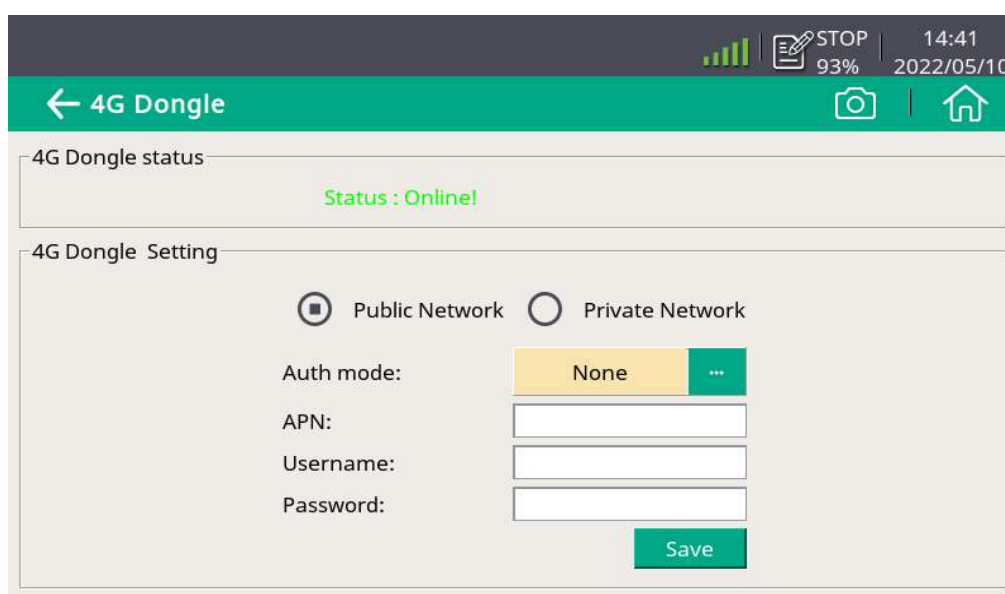 STOP 14:41
93% 2022/05/10
4G Dongle
4G Dongle status
Status : Online!
4G Dongle Setting
Public Network Private Network
Auth mode: None ...
APN:
Username:
Password:
Save